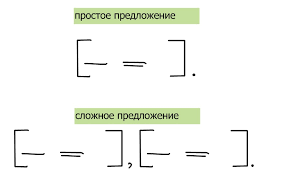 простое предложение
[— =].
сложное предложение
[— =], [— =].